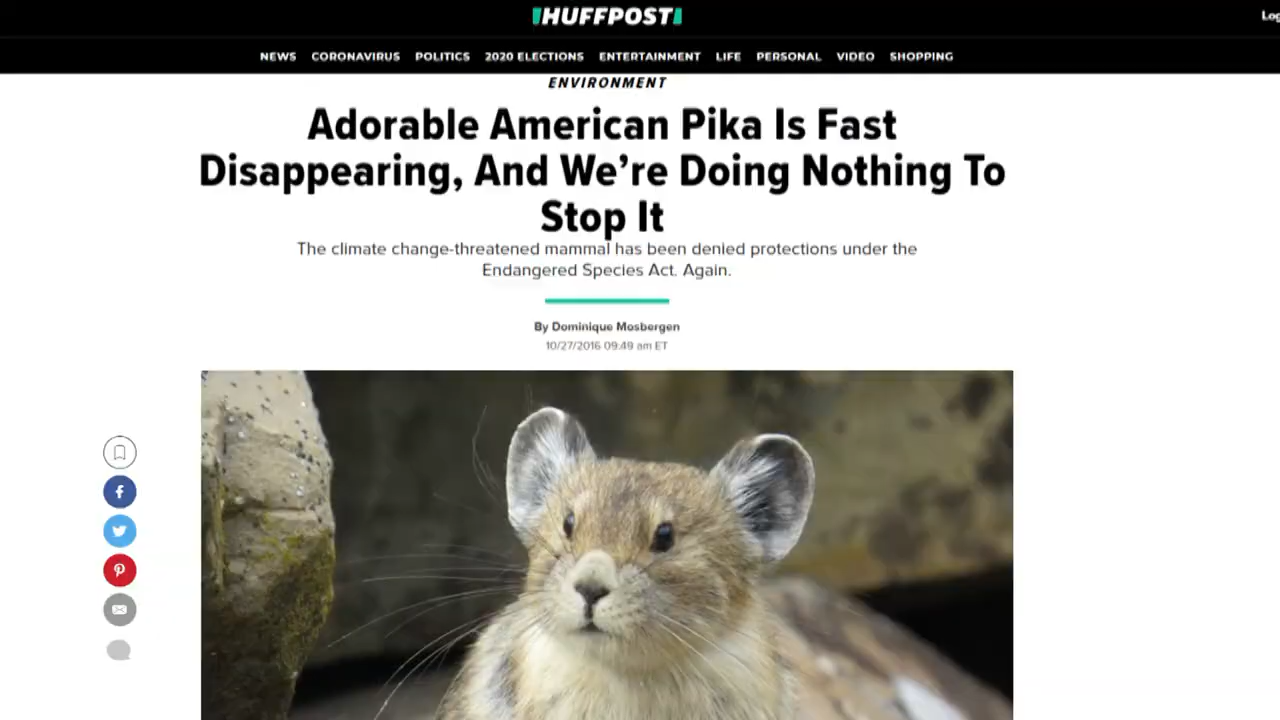 HUFFPOST
Log
NEWS CORONAVIRUS POLITICS 2020 ELECTIONS ENTERTAINMENT LIFE PERSONAL VIDEO SHOPPING
ENVIRONMENT
Adorable American Pika Is Fast
Disappearing, And We’re Doing Nothing To
Stop It
The climate change-threatened mammal has been denied protections under the
Endangered Species Act. Again.
By Dominique Mosbergen
10/27/2016 09:49 am ET